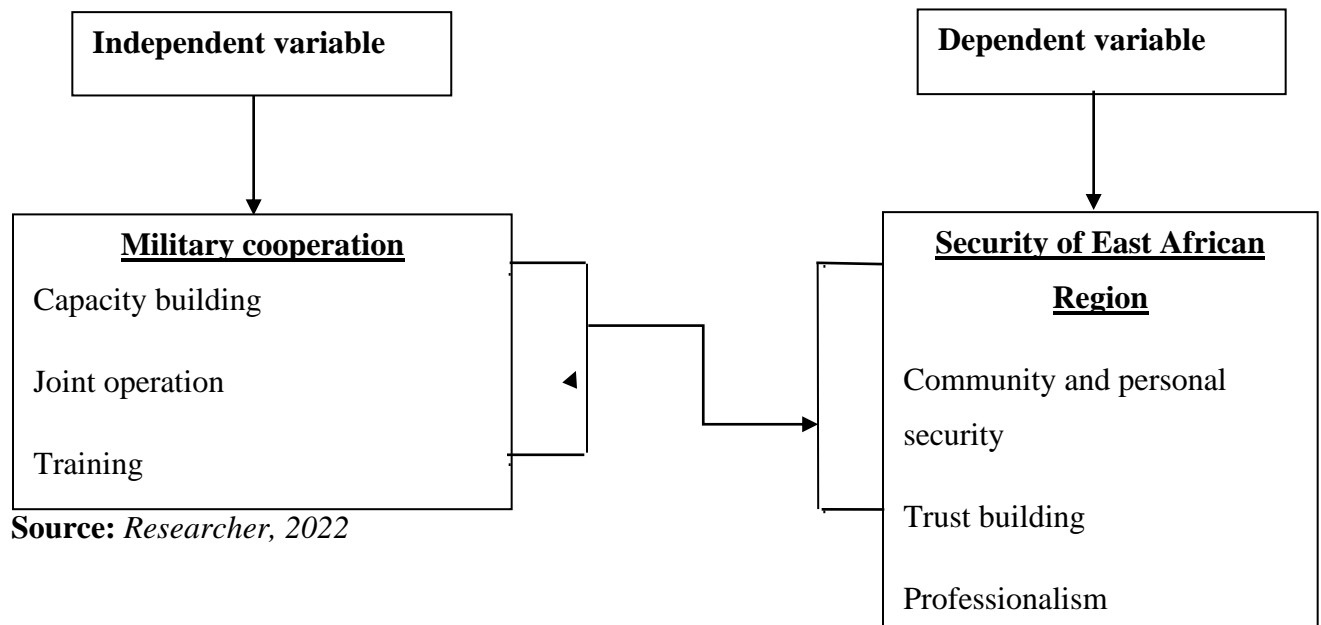 Independent variable
Dependent variable
Military cooperation
Capacity building
Joint operation
Training
Security of East African
Region
Community and personal
security
Trust building
Professionalism
Source: Researcher, 2022